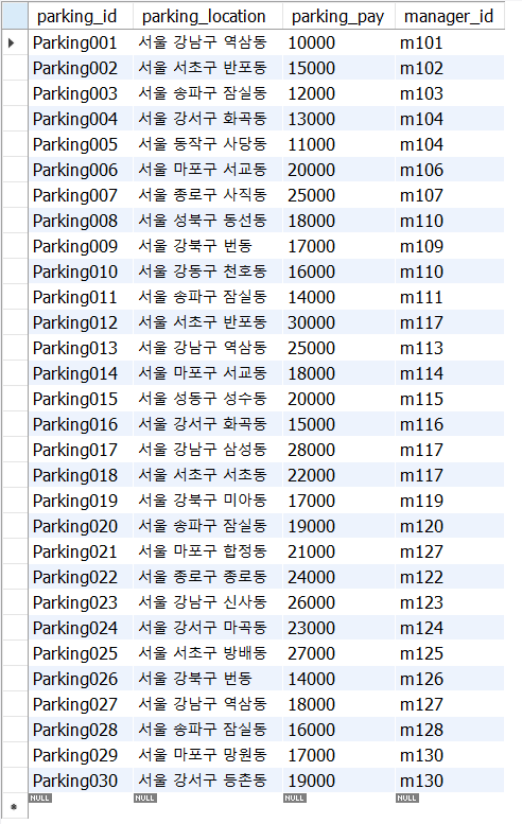 parking_id parking_location parking_pay manager_id
Parking001 서울 강남구 역삼동 10000 m101
Parking002 서울 서초구 반포동 15000 m102
Parking003 서울 송파구 잠실동 12000 m103
Parking004 서울 강서구 화곡동 13000 m104
Parking005 서울 동작구 사당동 11000 m104
Parking006 서울 마포구 서교동 20000 m106
Parking007 서울 종로구 사직동 25000 m107
Parking008 서울 성북구 동선동 18000 m110
Parking009 서울 강북구 번동 17000 m109
Parking010 서울 강동구 천호동 16000 m110
Parking011 서울 송파구 잠실동 14000 m111
Parking012 서울 서초구 반포동 30000 m117
Parking013 서울 강남구 역삼동 25000 m113
Parking014 서울 마포구 서교동 18000 m114
Parking015 서울 성동구 성수동 20000 m115
Parking016 서울 강서구 화곡동 15000 m116
Parking017 서울 강남구 삼성동 28000 m117
Parking018 서울 서초구 서초동 22000 m117
Parking019 서울 강북구 미아동 17000 m119
Parking020 서울 송파구 잠실동 19000 m120
Parking021 서울 마포구 합정동 21000 m127
Parking022 서울 종로구 종로동 24000 m122
Parking023 서울 강남구 신사동 26000 m123
Parking024 서울 강서구 마곡동 23000 m124
Parking025 서울 서초구 방배동 27000 m125
Parking026 서울 강북구 번동 14000 m126
Parking027 서울 강남구 역삼동 18000 m127
Parking028 서울 송파구 잠실동 16000 m128
Parking029 서울 마포구 망원동 17000 m130
Parking030 서울 강서구 등촌동 19000 m130
NULL NULL NULL NULL